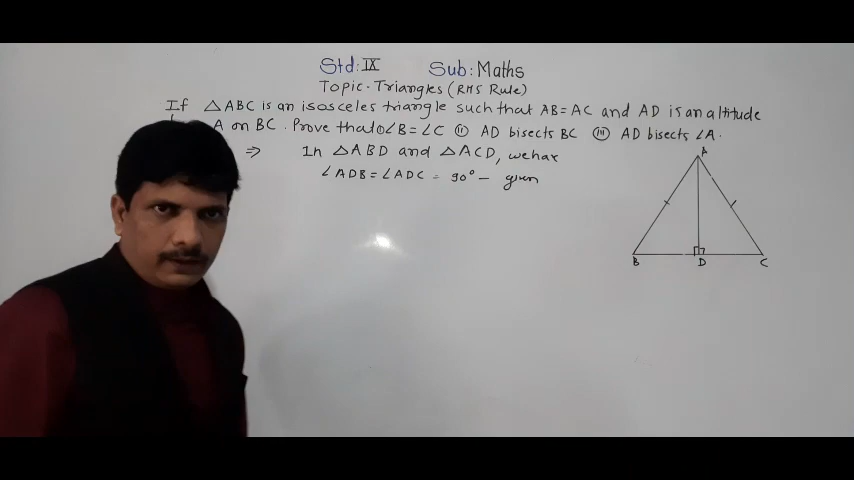 Std: IX Sub: Maths
Topic - Triangles (RHS Rule)
If △ABC is an isosceles triangle such that AB = AC and AD is an altitude
A on BC. Prove that (i) ∠B = ∠C (ii) AD bisects BC (iii) AD bisects ∠A.
⇒ In △ABD and △ACD, we have
∠ADB = ∠ADC = 90° - given
A
B D C